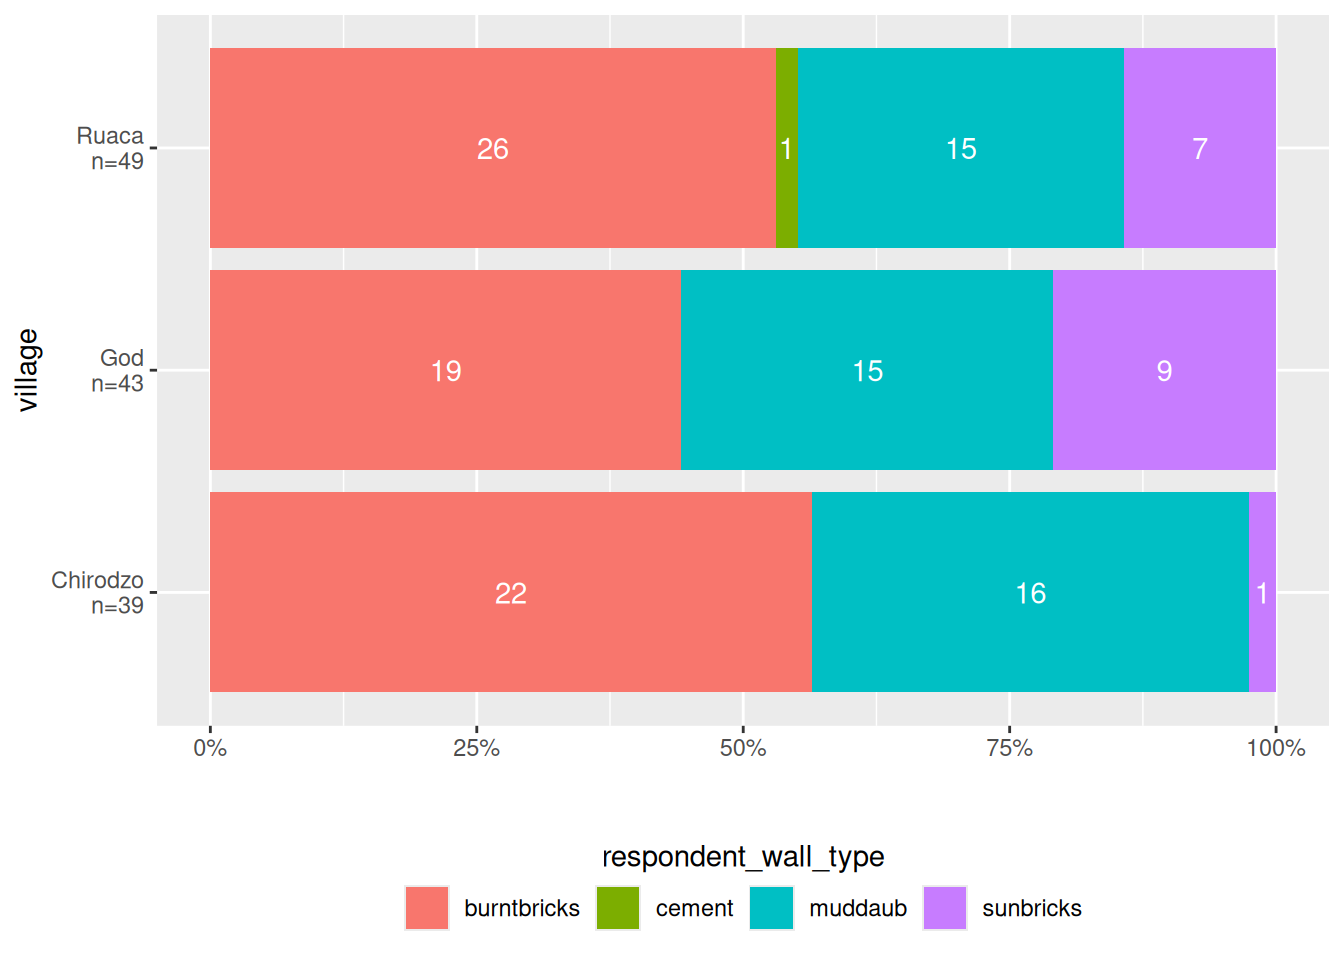 village
Ruaca
n=49
26
1
15
7
God
n=43
19
15
9
Chirodzo
n=39
22
16
1
0% 25% 50% 75% 100%
respondent_wall_type
burntbricks cement muddaub sunbricks